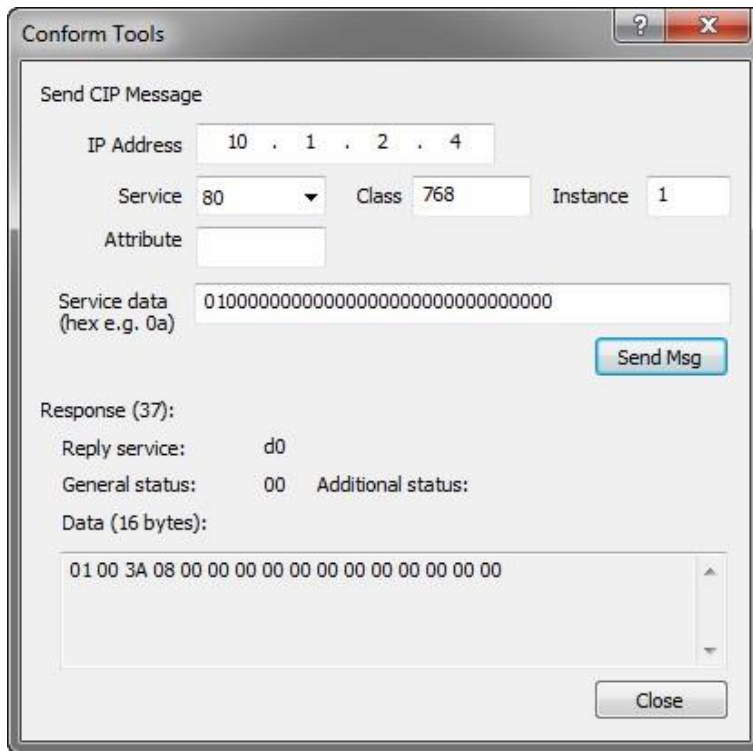 Conform Tools
Send CIP Message
IP Address 10 . 1 . 2 . 4
Service 80 Class 768 Instance 1
Attribute
Service data 01000000000000000000000000000000
(hex e.g. 0a)
Send Msg
Response (37):
Reply service: d0
General status: 00 Additional status:
Data (16 bytes):
01 00 3A 08 00 00 00 00 00 00 00 00 00 00 00 00
Close